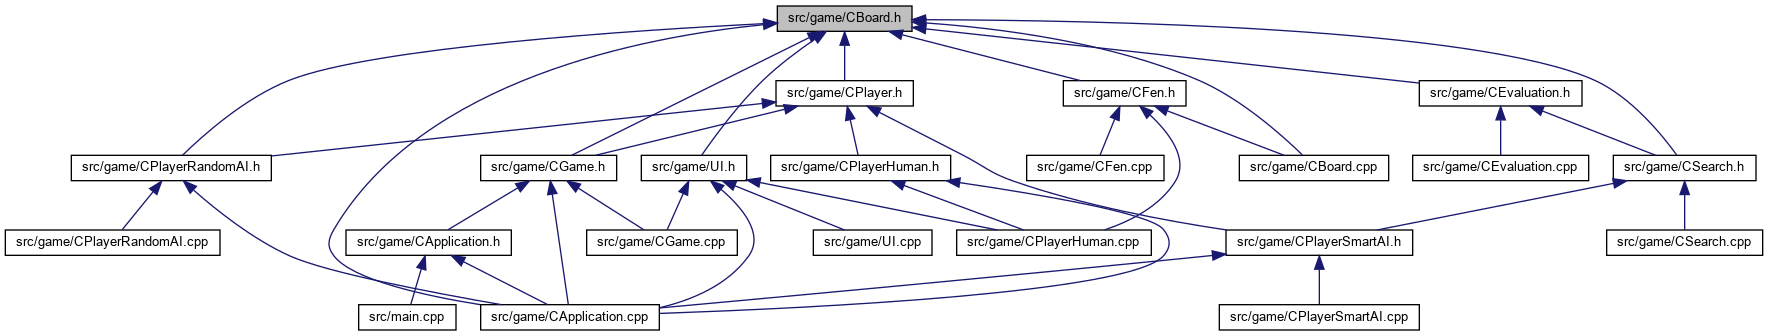 src/game/CBoard.h
src/game/CPlayer.h
src/game/CFen.h
src/game/CEvaluation.h
src/game/CPlayerRandomAI.h
src/game/CGame.h
src/game/UI.h
src/game/CPlayerHuman.h
src/game/CFen.cpp
src/game/CBoard.cpp
src/game/CEvaluation.cpp
src/game/CSearch.h
src/game/CPlayerRandomAI.cpp
src/game/CApplication.h
src/game/CGame.cpp
src/game/UI.cpp
src/game/CPlayerHuman.cpp
src/game/CPlayerSmartAI.h
src/game/CSearch.cpp
src/main.cpp
src/game/CApplication.cpp
src/game/CPlayerSmartAI.cpp